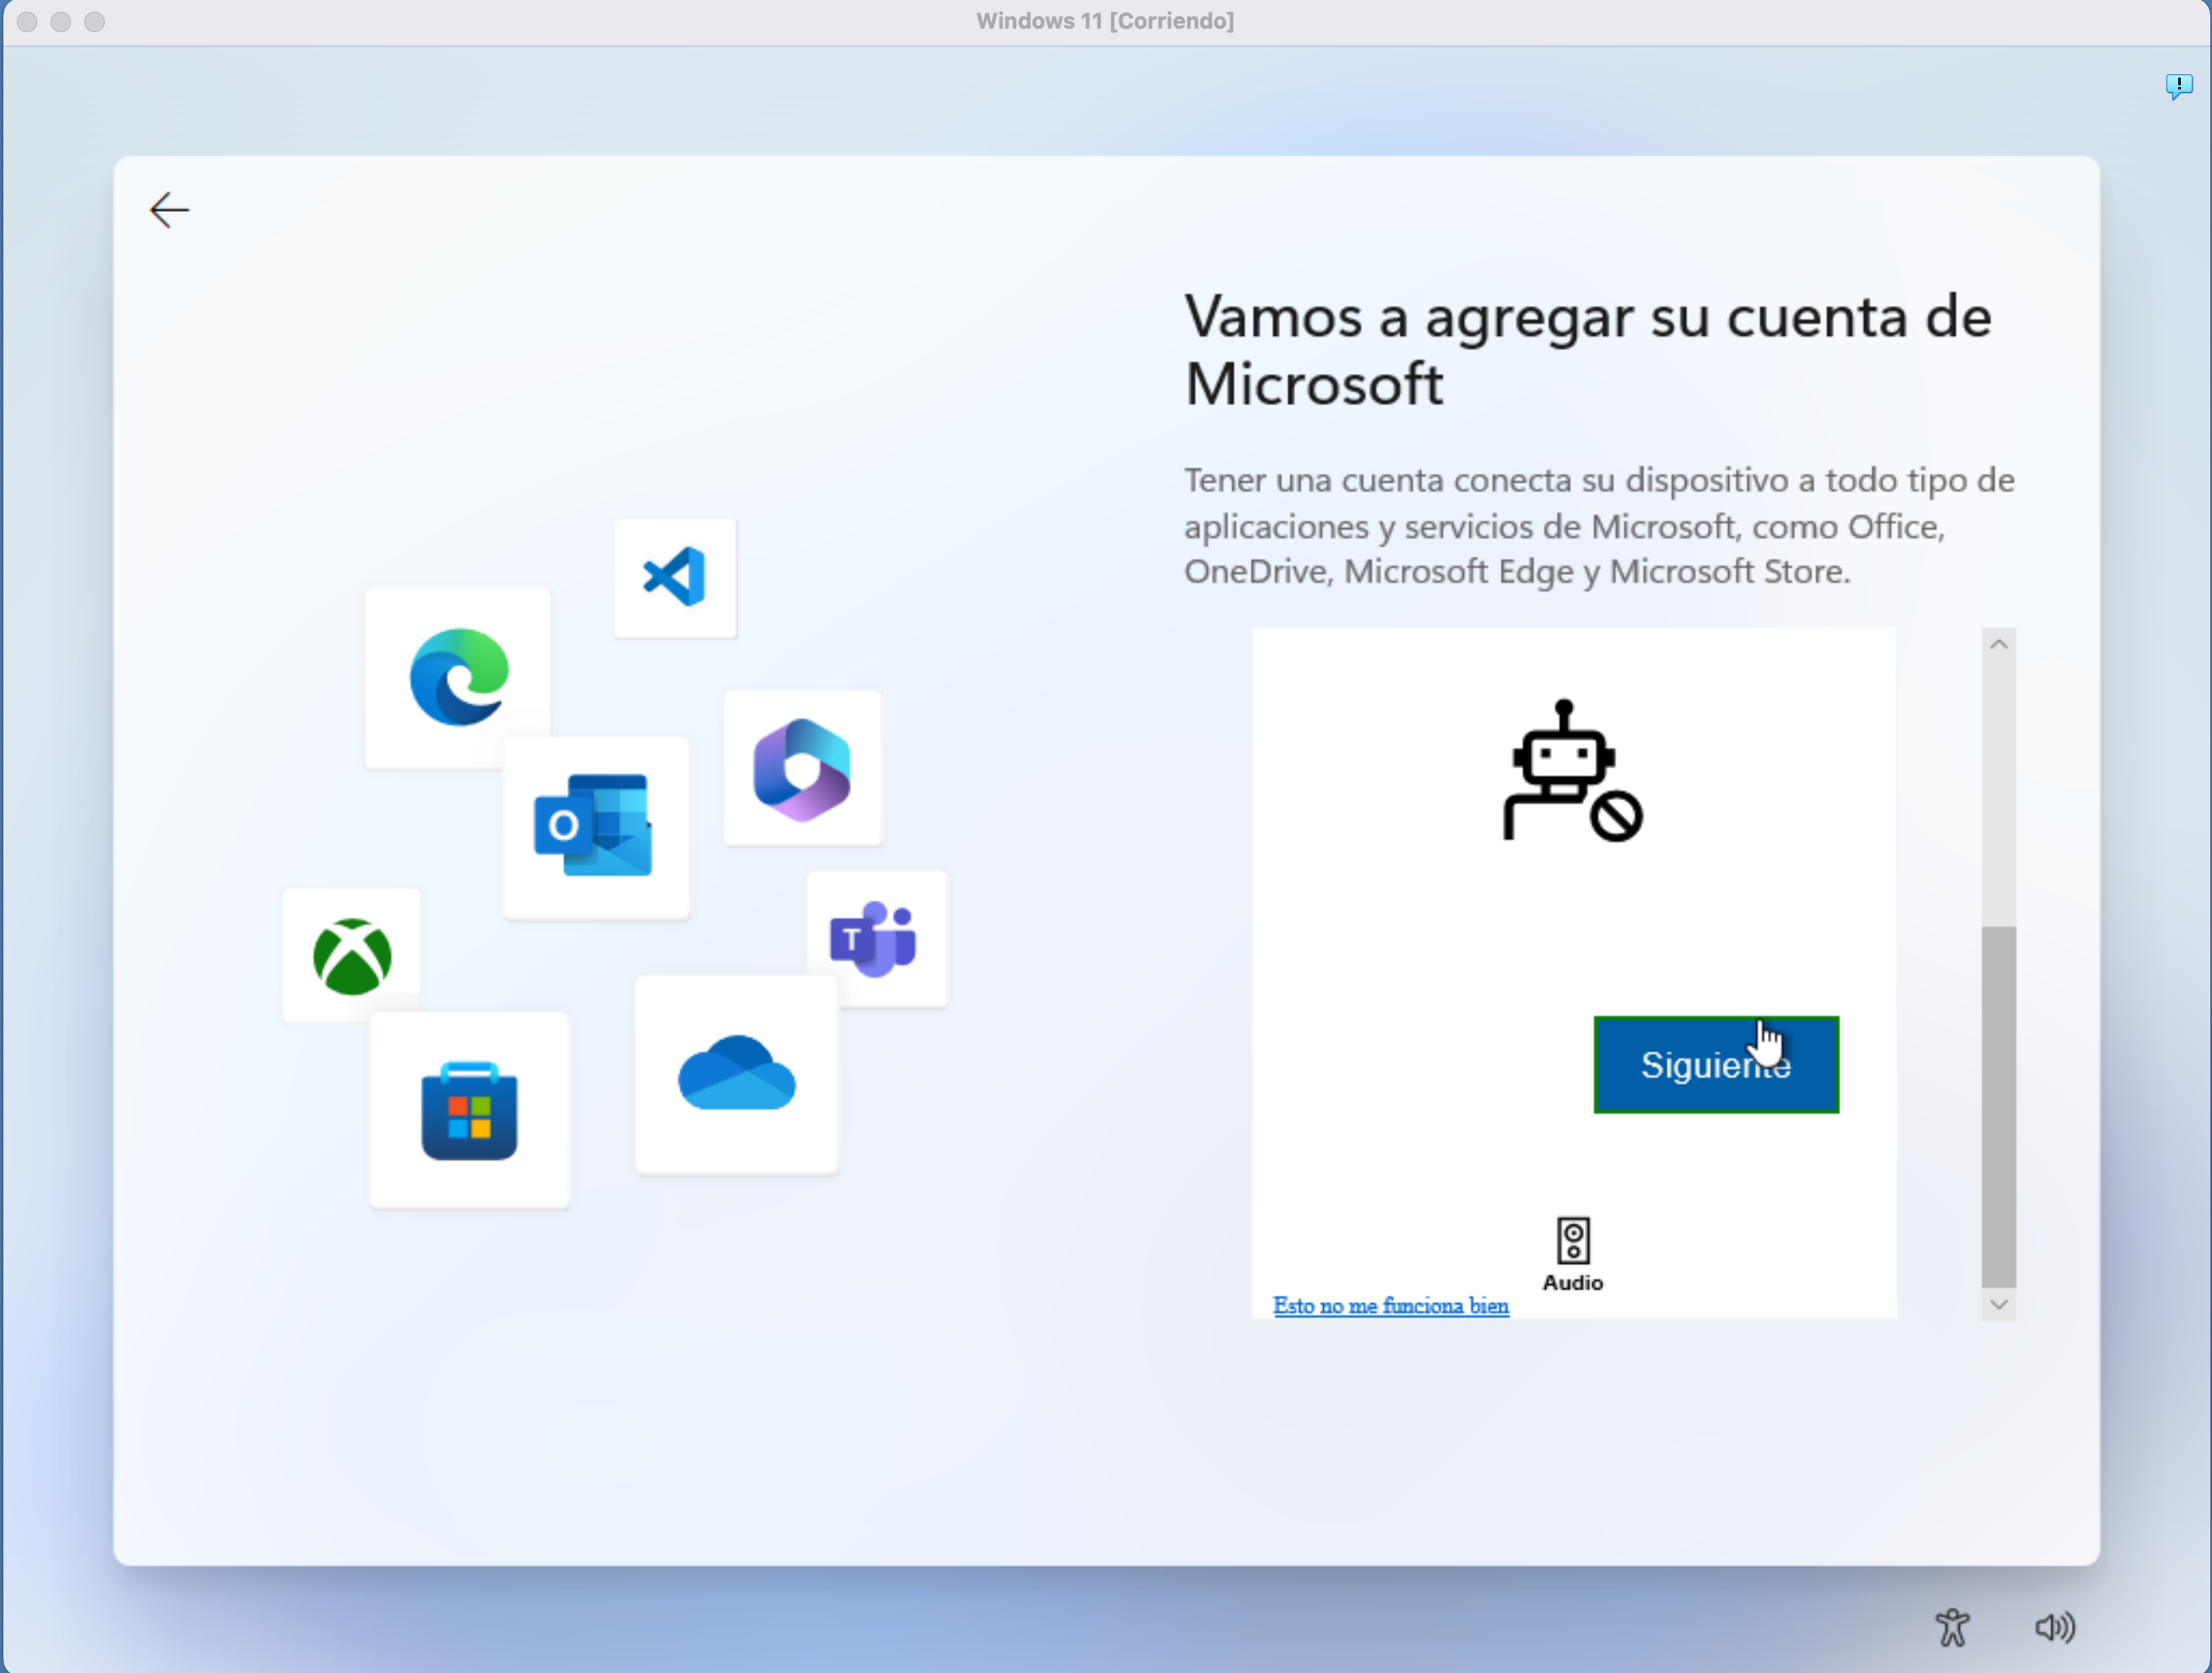 Windows 11 [Corriendo]
Vamos a agregar su cuenta de
Microsoft
Tener una cuenta conecta su dispositivo a todo tipo de
aplicaciones y servicios de Microsoft, como Office,
OneDrive, Microsoft Edge y Microsoft Store.
Siguiente
Audio
Esto no me funciona bien